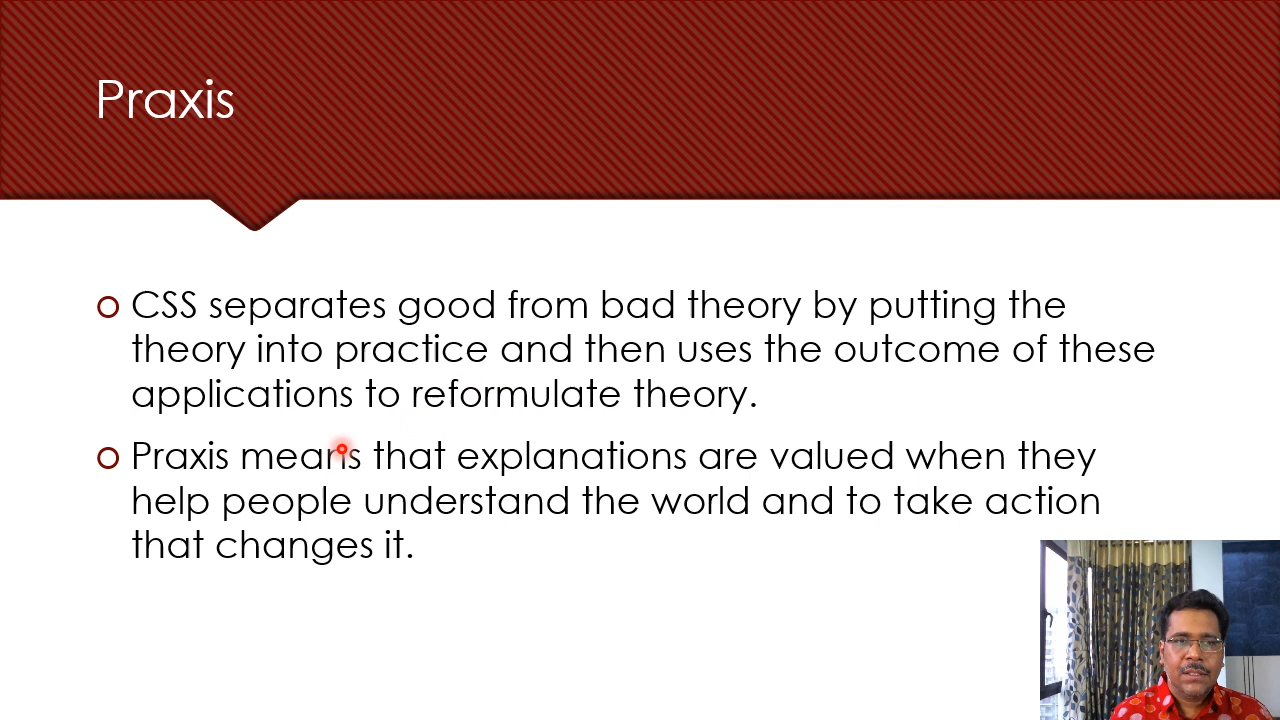 Praxis
CSS separates good from bad theory by putting the
theory into practice and then uses the outcome of these
applications to reformulate theory.
Praxis means that explanations are valued when they
help people understand the world and to take action
that changes it.